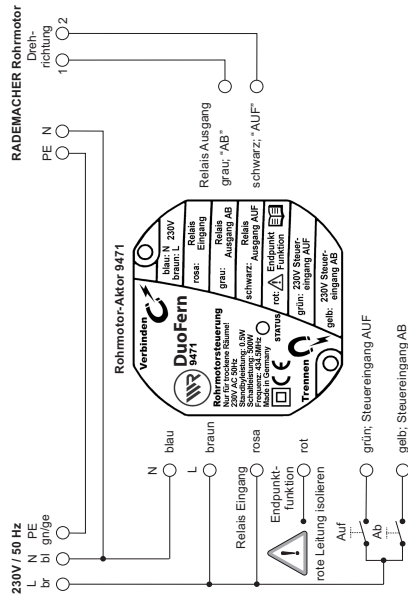 230V / 50 Hz
L N PE
br bl gn/ge
RADEMACHER Rohrmotor
PE N
Dreh-
richtung
1 2
Rohrmotor-Aktor 9471
N
blau
L
braun
Relais Eingang
rosa
Endpunkt-
funktion
rot
rote Leitung isolieren
Auf
grün; Steuereingang AUF
Ab
gelb; Steuereingang AB
Verbinden
DuoFern
9471
Rohrmotorsteuerung
Nur für trockene Räume!
230V AC 50Hz
Standbyleistung: 0.5W
Schaltleistung: 500W
Frequenz: 434.5MHz
Made in Germany
CE
STATUS
Trennen
blau: N 230V
braun: L
rosa: Relais
Eingang
grau: Relais
Ausgang AB
schwarz: Relais
Ausgang AUF
rot: Endpunkt
Funktion
grün: 230V Steuer-
eingang AUF
gelb: 230V Steuer-
eingang AB
Relais Ausgang
grau; “AB”
schwarz; “AUF”